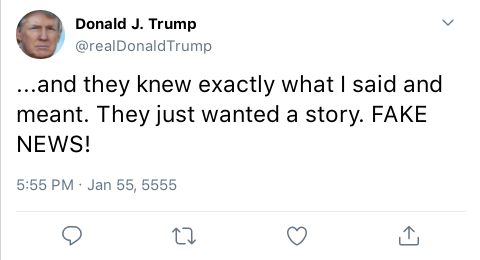 Donald J. Trump
@realDonaldTrump
...and they knew exactly what I said and
meant. They just wanted a story. FAKE
NEWS!
5:55 PM · Jan 55, 5555